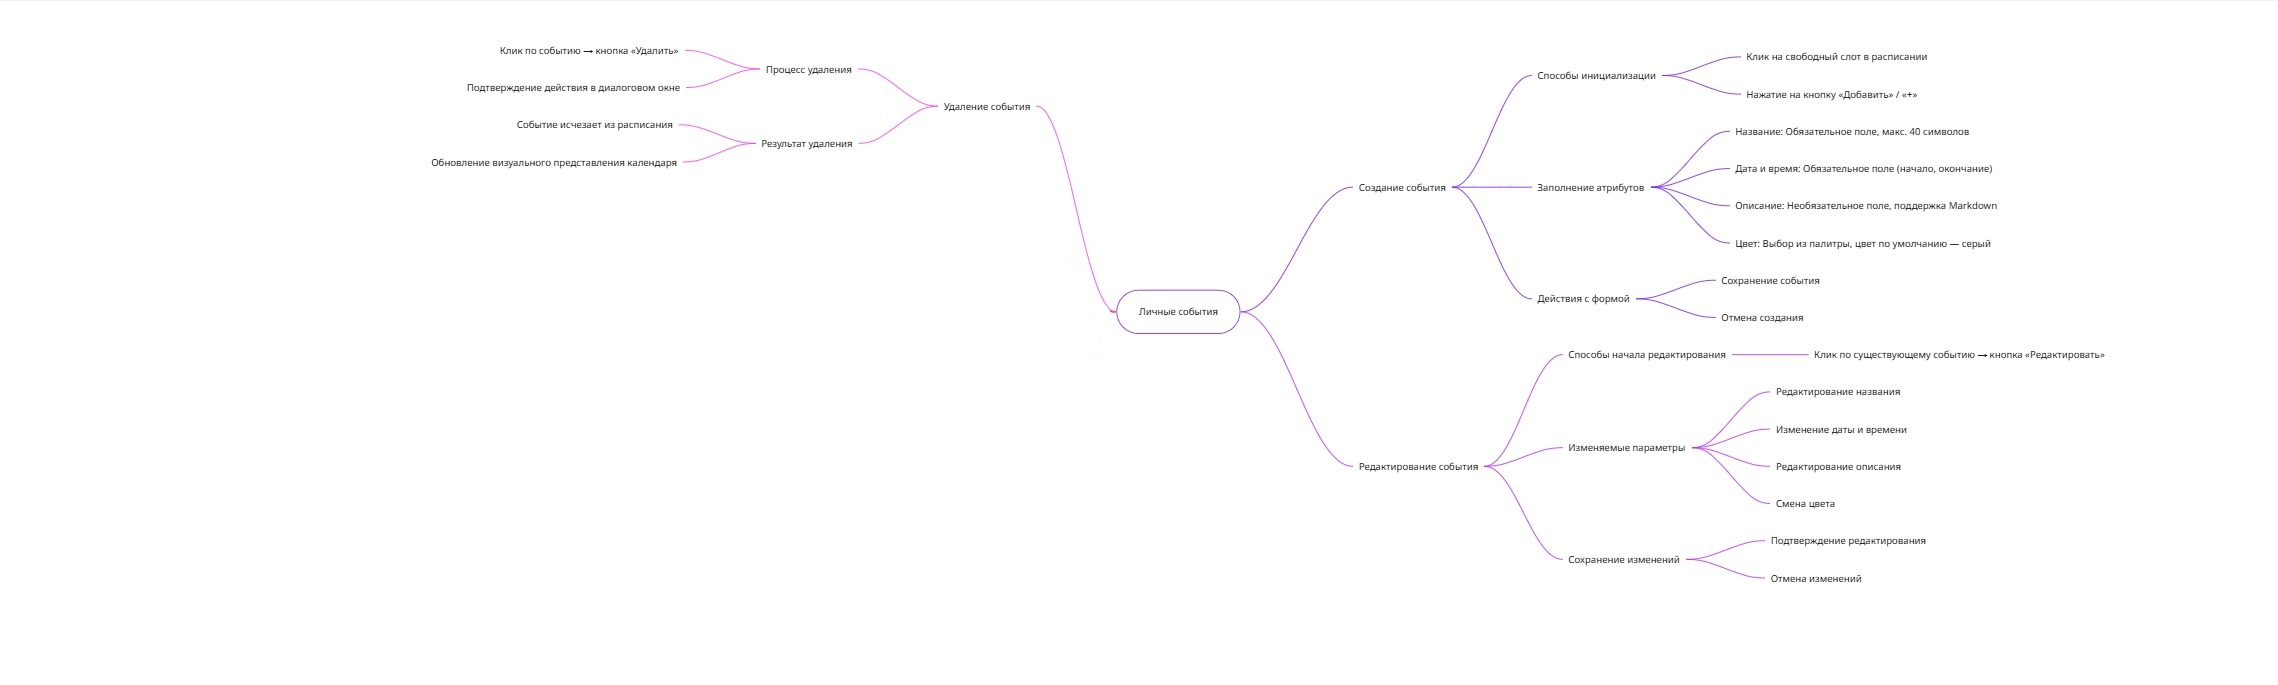 Личные события
Создание события
Способы инициализации
Клик на свободный слот в расписании
Нажатие на кнопку «Добавить» / «+»
Заполнение атрибутов
Название: Обязательное поле, макс. 40 символов
Дата и время: Обязательное поле (начало, окончание)
Описание: Необязательное поле, поддержка Markdown
Цвет: Выбор из палитры, цвет по умолчанию — серый
Действия с формой
Сохранение события
Отмена создания
Редактирование события
Способы начала редактирования
Клик по существующему событию → кнопка «Редактировать»
Изменяемые параметры
Редактирование названия
Изменение даты и времени
Редактирование описания
Смена цвета
Сохранение изменений
Подтверждение редактирования
Отмена изменений
Удаление события
Процесс удаления
Клик по событию → кнопка «Удалить»
Подтверждение действия в диалоговом окне
Результат удаления
Событие исчезает из расписания
Обновление визуального представления календаря